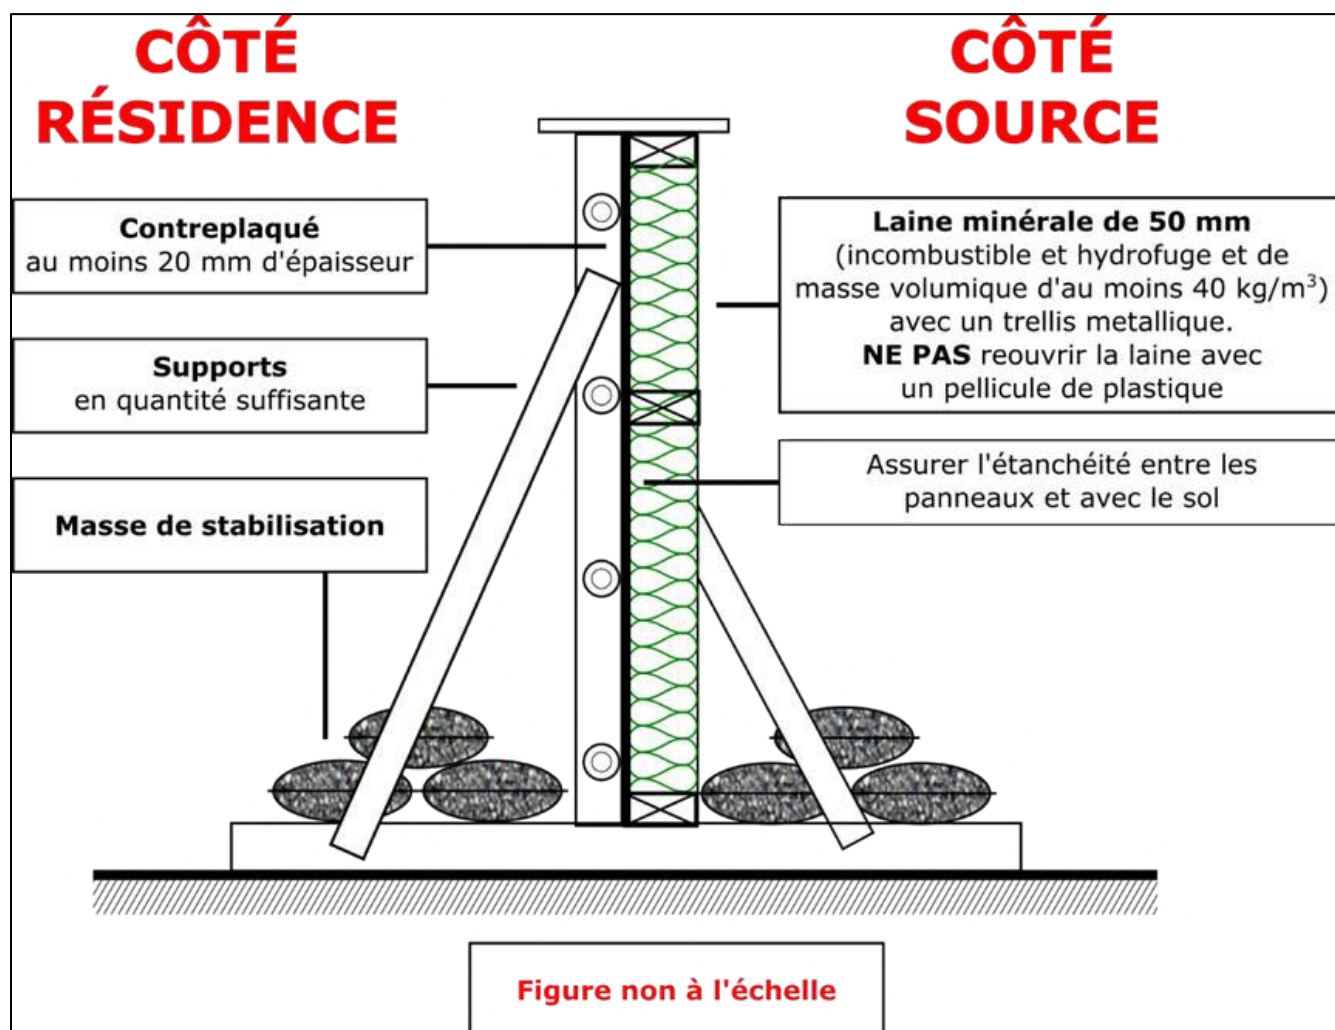 CÔTÉ
RÉSIDENCE
CÔTÉ
SOURCE
Contreplaqué
au moins 20 mm d'épaisseur
Supports
en quantité suffisante
Masse de stabilisation
Laine minérale de 50 mm
(incombustible et hydrofuge et de
masse volumique d'au moins 40 kg/m³)
avec un trellis metallique.
NE PAS reouvrir la laine avec
un pellicule de plastique
Assurer l'étanchéité entre les
panneaux et avec le sol
Figure non à l'échelle